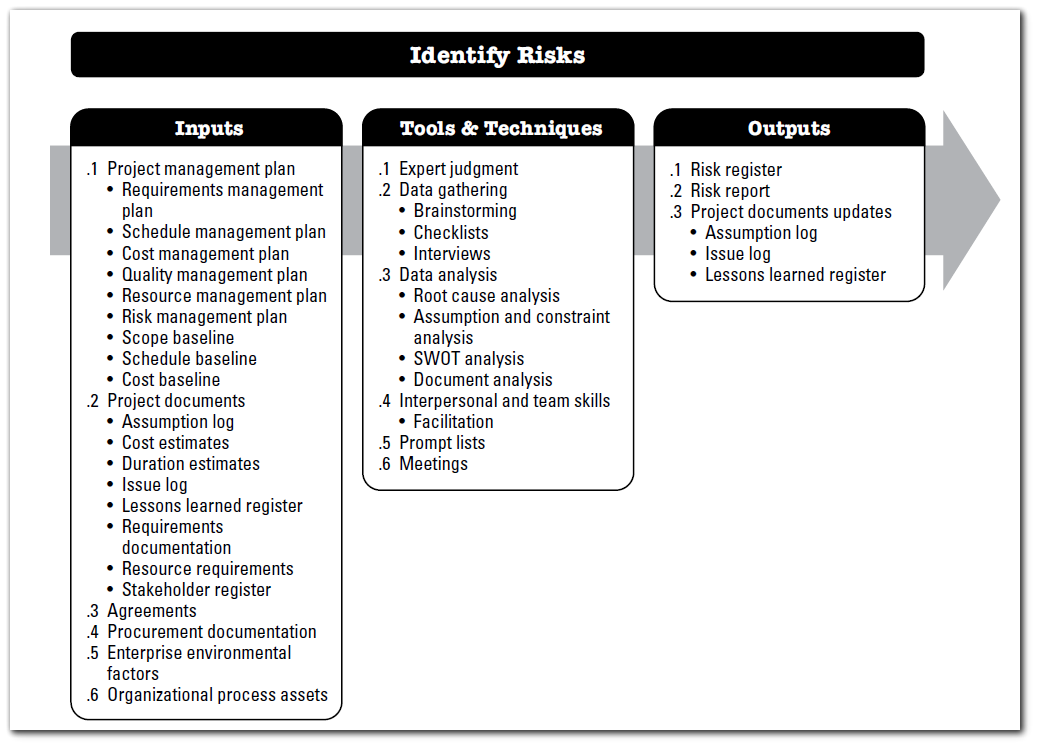 Identify Risks
Inputs
.1 Project management plan
• Requirements management
plan
• Schedule management plan
• Cost management plan
• Quality management plan
• Resource management plan
• Risk management plan
• Scope baseline
• Schedule baseline
• Cost baseline
.2 Project documents
• Assumption log
• Cost estimates
• Duration estimates
• Issue log
• Lessons learned register
• Requirements
documentation
• Resource requirements
• Stakeholder register
.3 Agreements
.4 Procurement documentation
.5 Enterprise environmental
factors
.6 Organizational process assets
Tools & Techniques
.1 Expert judgment
.2 Data gathering
• Brainstorming
• Checklists
• Interviews
.3 Data analysis
• Root cause analysis
• Assumption and constraint
analysis
• SWOT analysis
• Document analysis
.4 Interpersonal and team skills
• Facilitation
.5 Prompt lists
.6 Meetings
Outputs
.1 Risk register
.2 Risk report
.3 Project documents updates
• Assumption log
• Issue log
• Lessons learned register